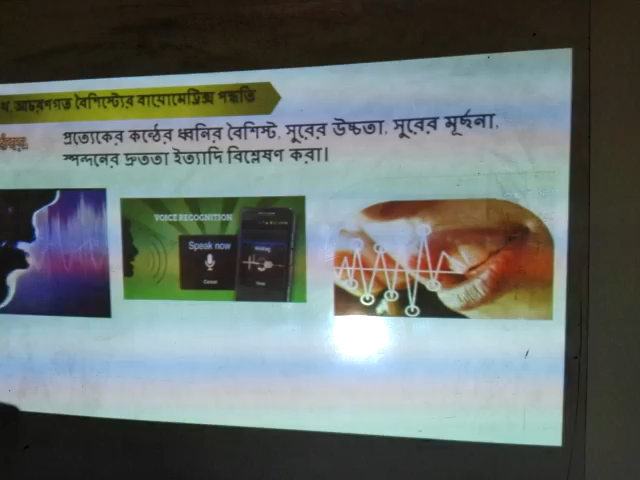 খ. আচরণগত বৈশিষ্ট্যের বায়োমেট্রিক্স পদ্ধতি
প্রত্যেকের কন্ঠের ধ্বনির বৈশিস্ট, সুরের উচ্চতা, সুরের মূর্ছনা,
স্পন্দনের দ্রুততা ইত্যাদি বিশ্লেষণ করা।
VOICE RECOGNITION
Speak now
Cancel